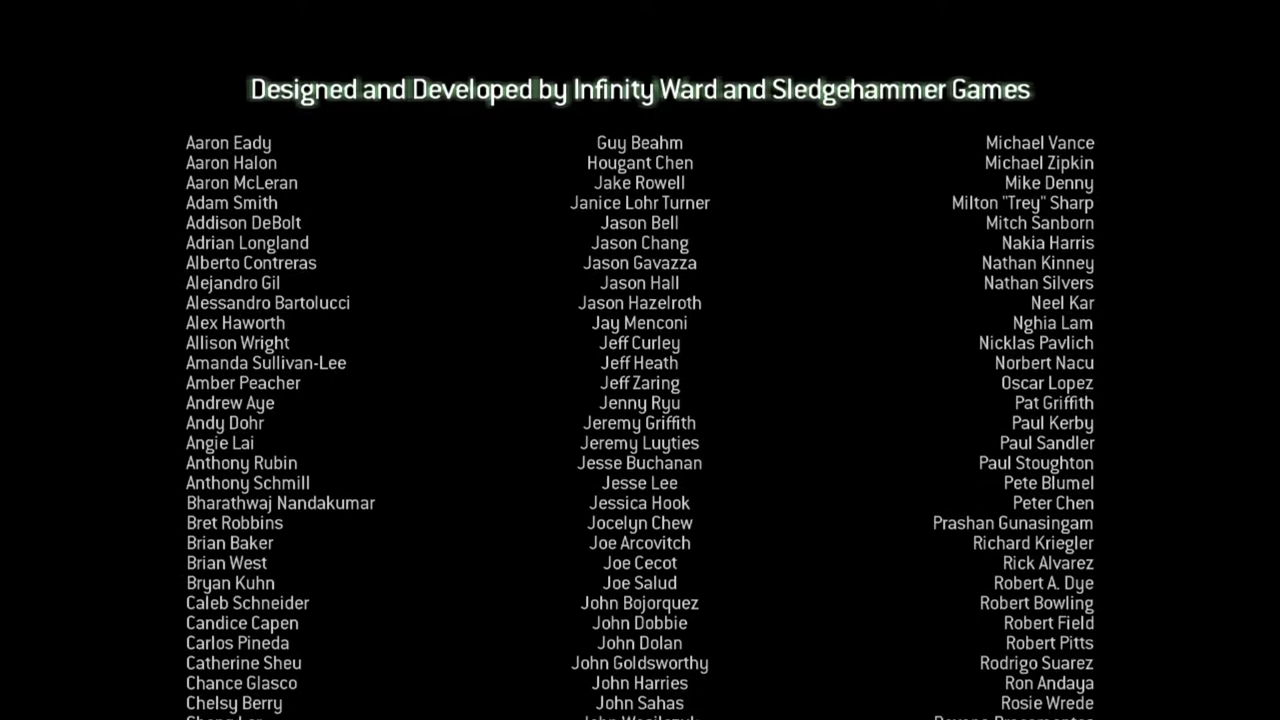 Designed and Developed by Infinity Ward and Sledgehammer Games
Aaron Eady
Aaron Halon
Aaron McLeran
Adam Smith
Addison DeBolt
Adrian Longland
Alberto Contreras
Alejandro Gil
Alessandro Bartolucci
Alex Haworth
Allison Wright
Amanda Sullivan-Lee
Amber Peacher
Andrew Aye
Andy Dohr
Angie Lai
Anthony Rubin
Anthony Schmill
Bharathwaj Nandakumar
Bret Robbins
Brian Baker
Brian West
Bryan Kuhn
Caleb Schneider
Candice Capen
Carlos Pineda
Catherine Sheu
Chance Glasco
Chelsy Berry
Guy Beahm
Hougant Chen
Jake Rowell
Janice Lohr Turner
Jason Bell
Jason Chang
Jason Gavazza
Jason Hall
Jason Hazelroth
Jay Menconi
Jeff Curley
Jeff Heath
Jeff Zaring
Jenny Ryu
Jeremy Griffith
Jeremy Luyties
Jesse Buchanan
Jesse Lee
Jessica Hook
Jocelyn Chew
Joe Arcovitch
Joe Cecot
Joe Salud
John Bojorquez
John Dobbie
John Dolan
John Goldsworthy
John Harries
John Sahas
John
Michael Vance
Michael Zipkin
Mike Denny
Milton "Trey" Sharp
Mitch Sanborn
Nakia Harris
Nathan Kinney
Nathan Silvers
Neel Kar
Nghia Lam
Nicklas Pavlich
Norbert Nacu
Oscar Lopez
Pat Griffith
Paul Kerby
Paul Sandler
Paul Stoughton
Pete Blumel
Peter Chen
Prashan Gunasingam
Richard Kriegler
Rick Alvarez
Robert A. Dye
Robert Bowling
Robert Field
Robert Pitts
Rodrigo Suarez
Ron Andaya
Rosie Wrede